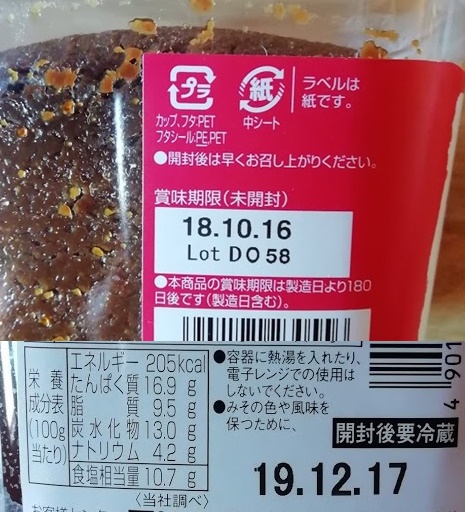 プラ
紙
ラベルは
紙です。
カップ、フタ:PET
フタシール:PE,PET
中シート
●開封後は早くお召し上がりください。
賞味期限(未開封)
18.10.16
Lot DO58
●本商品の賞味期限は製造日より180
日後です(製造日含む)。
栄養
成分表
(100g
当たり)
エネルギー 205kcal
たんぱく質 16.9 g
脂質 9.5 g
炭水化物 13.0 g
ナトリウム 4.2 g
食塩相当量 10.7 g
〈当社調べ〉
●容器に熱湯を入れたり、
電子レンジでの使用は
しないでください。
●みその色や風味を
保つために、
開封後要冷蔵
4 901
19.12.17